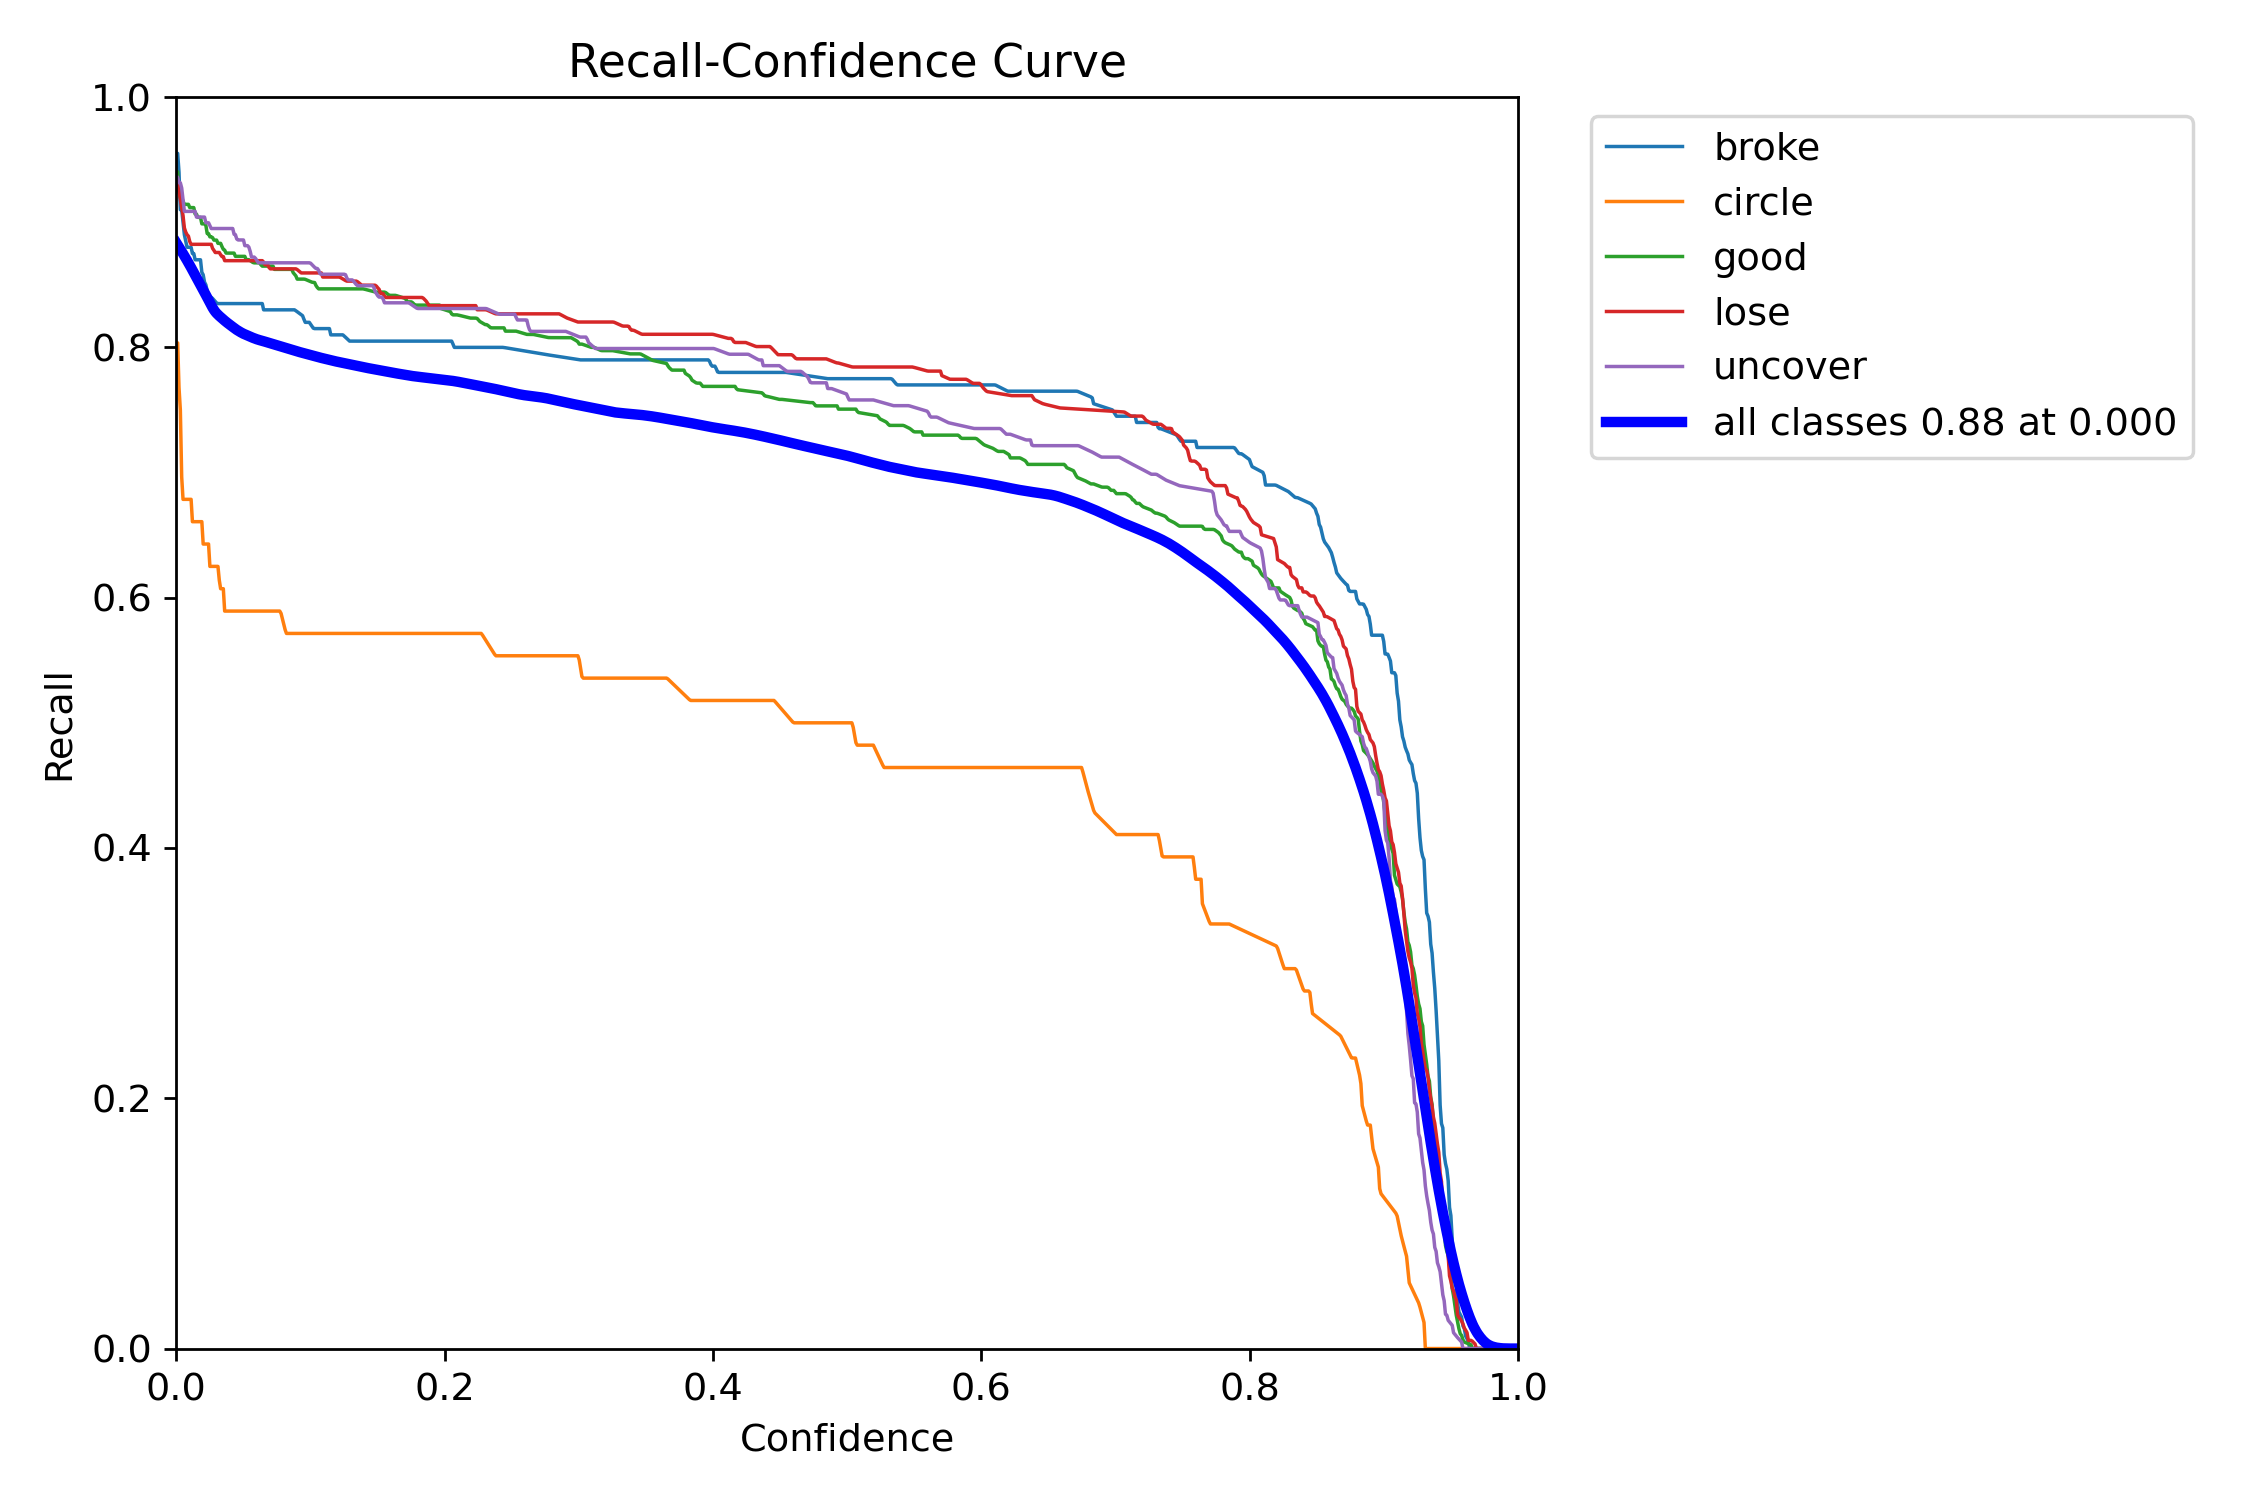 Recall-Confidence Curve
1.0
0.8
0.6
0.4
0.2
0.0
Recall
0.0 0.2 0.4 0.6 0.8 1.0
Confidence
broke
circle
good
lose
uncover
all classes 0.88 at 0.000